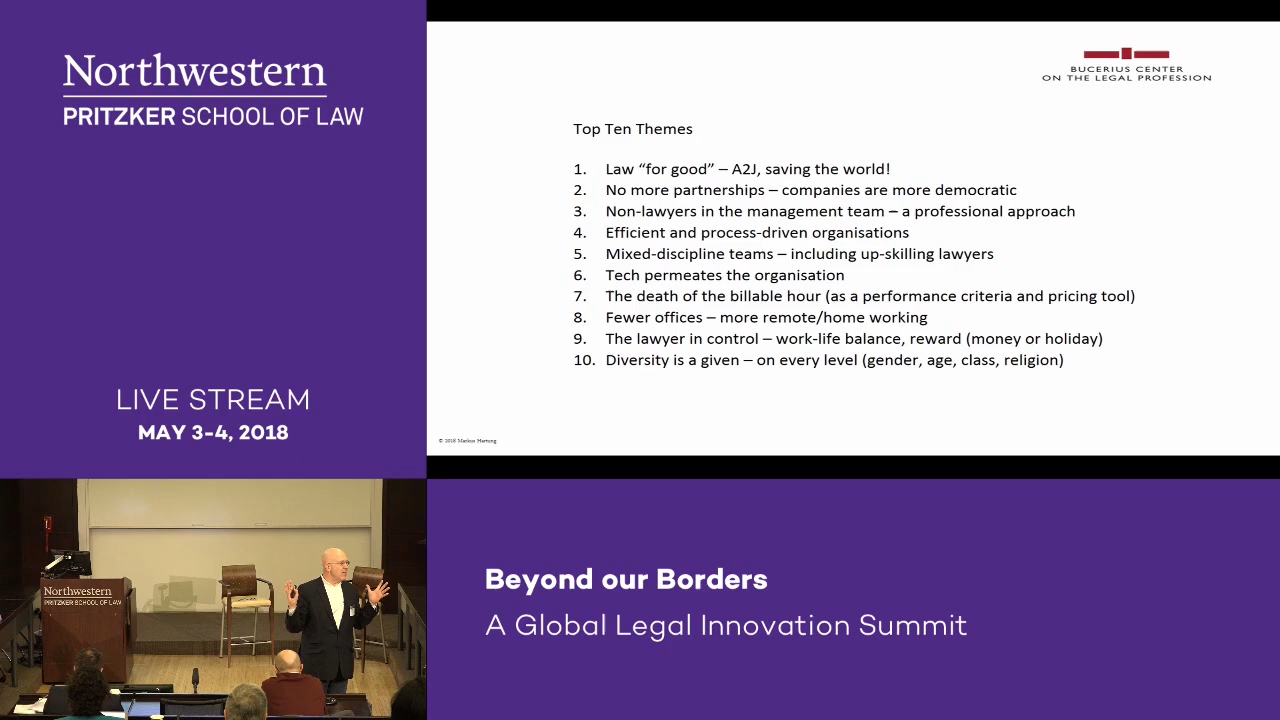 Northwestern
PRITZKER SCHOOL OF LAW
LIVE STREAM
MAY 3-4, 2018
BUCERIUS CENTER
ON THE LEGAL PROFESSION
Top Ten Themes
1. Law “for good” – A2J, saving the world!
2. No more partnerships – companies are more democratic
3. Non-lawyers in the management team – a professional approach
4. Efficient and process-driven organisations
5. Mixed-discipline teams – including up-skilling lawyers
6. Tech permeates the organisation
7. The death of the billable hour (as a performance criteria and pricing tool)
8. Fewer offices – more remote/home working
9. The lawyer in control – work-life balance, reward (money or holiday)
10. Diversity is a given – on every level (gender, age, class, religion)
© 2018 Markus Hartung
Northwestern
PRITZKER SCHOOL OF LAW
Beyond our Borders
A Global Legal Innovation Summit